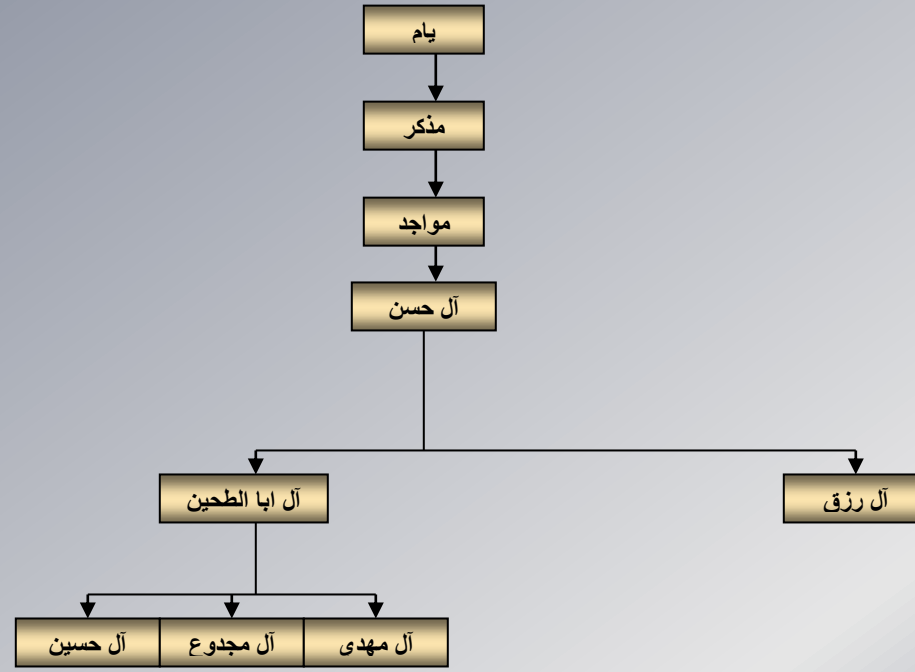 يام
مذكر
مواجد
آل حسن
آل رزق
آل ابا الطحين
آل مهدى
آل مجدوع
آل حسين